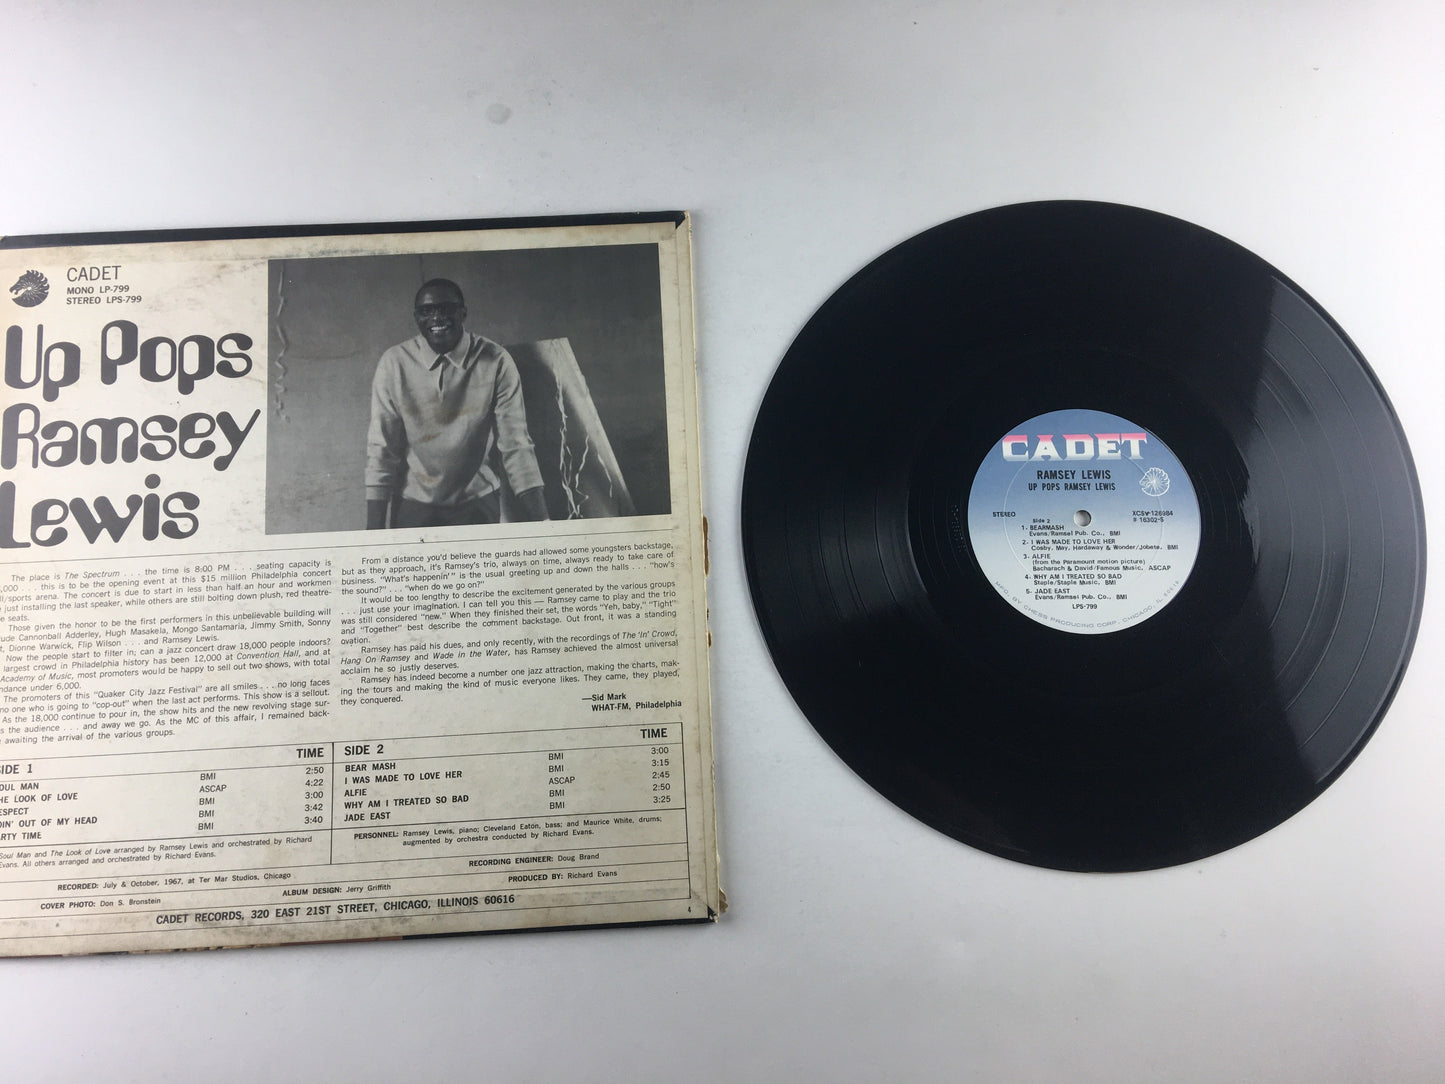 CADET
MONO LP-799
STEREO LPS-799
Up Pops
Ramsey
Lewis
The place is The Spectrum . . . the time is 8:00 PM . . . seating capacity is
,000 . . . this is to be the opening event at this $15 million Philadelphia concert
/sports arena. The concert is due to start in less than half an hour and workmen
just installing the last speaker, while others are still bolting down plush, red theatre-
seats.
Those given the honor to be the first performers in this unbelievable building will
ude Cannonball Adderley, Hugh Masakela, Mongo Santamaria, Jimmy Smith, Sonny
t, Dionne Warwick, Flip Wilson . . . and Ramsey Lewis.
Now the people start to filter in; can a jazz concert draw 18,000 people indoors?
largest crowd in Philadelphia history has been 12,000 at Convention Hall, and at
Academy of Music, most promoters would be happy to sell out two shows, with total
ndance under 6,000.
The promoters of this "Quaker City Jazz Festival" are all smiles . . . no long faces
no one who is going to "cop-out" when the last act performs. This show is a sellout.
As the 18,000 continue to pour in, the show hits and the new revolving stage sur-
s the audience . . . and away we go. As the MC of this affair, I remained back-
awaiting the arrival of the various groups.
From a distance you'd believe the guards had allowed some youngsters backstage,
but as they approach, it's Ramsey's trio, always on time, always ready to take care of
business. "What's happenin'" is the usual greeting up and down the halls . . . "how's
the sound?" . . . "when do we go on?"
It would be too lengthy to describe the excitement generated by the various groups
. . . just use your imagination. I can tell you this — Ramsey came to play and the trio
was still considered "new." When they finished their set, the words "Yeh, baby," "Tight"
and "Together" best describe the comment backstage. Out front, it was a standing
ovation.
Ramsey has paid his dues, and only recently, with the recordings of The 'In' Crowd,
Hang On Ramsey and Wade in the Water, has Ramsey achieved the almost universal
acclaim he so justly deserves.
Ramsey has indeed become a number one jazz attraction, making the charts, mak-
ing the tours and making the kind of music everyone likes. They came, they played,
they conquered.
—Sid Mark
WHAT-FM, Philadelphia
IDE 1 TIME
OUL MAN BMI 2:50
HE LOOK OF LOVE ASCAP 4:22
ESPECT BMI 3:00
OIN' OUT OF MY HEAD BMI 3:42
ARTY TIME BMI 3:40
Soul Man and The Look of Love arranged by Ramsey Lewis and orchestrated by Richard
Evans. All others arranged and orchestrated by Richard Evans.
SIDE 2 TIME
BEAR MASH BMI 3:00
I WAS MADE TO LOVE HER BMI 3:15
ALFIE ASCAP 2:45
WHY AM I TREATED SO BAD BMI 2:50
JADE EAST BMI 3:25
PERSONNEL: Ramsey Lewis, piano; Cleveland Eaton, bass; and Maurice White, drums;
augmented by orchestra conducted by Richard Evans.
RECORDED: July & October, 1967, at Ter Mar Studios, Chicago
RECORDING ENGINEER: Doug Brand
COVER PHOTO: Don S. Bronstein
ALBUM DESIGN: Jerry Griffith
PRODUCED BY: Richard Evans
CADET RECORDS, 320 EAST 21ST STREET, CHICAGO, ILLINOIS 60616
4
CADET
RAMSEY LEWIS
UP POPS RAMSEY LEWIS
STEREO
XCSV-126984
# 16302-S
Side 2
1- BEARMASH
Evans/Ramsel Pub. Co., BMI
2- I WAS MADE TO LOVE HER
Cosby, May, Hardaway & Wonder/Jobete, BMI
3- ALFIE
(from the Paramount motion picture)
Bacharach & David/Famous Music, ASCAP
4- WHY AM I TREATED SO BAD
Staple/Staple Music, BMI
5- JADE EAST
Evans/Ramsel Pub. Co., BMI
LPS-799
MFG. BY CHESS PRODUCING CORP., CHICAGO, IL 60616